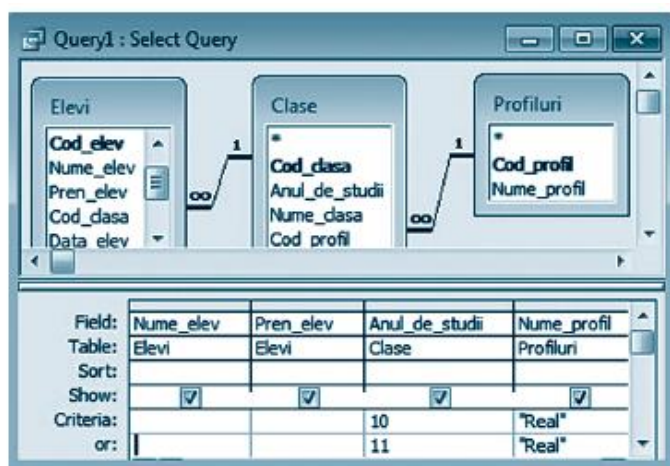 Query1 : Select Query
Elevi
Cod_elev
Nume_elev
Pren_elev
Cod_clasa
Data_elev
Clase
*
Cod_clasa
Anul_de_studii
Nume_clasa
Cod_profil
Profiluri
*
Cod_profil
Nume_profil
∞ 1
∞ 1
Field: Nume_elev Pren_elev Anul_de_studii Nume_profil
Table: Elevi Elevi Clase Profiluri
Sort:
Show:
Criteria: 10 "Real"
or: 11 "Real"